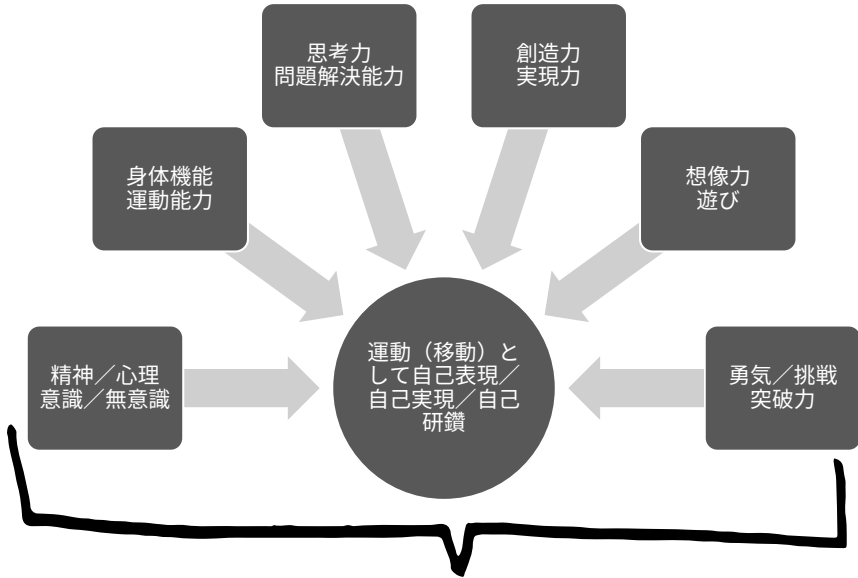 思考力
問題解決能力
創造力
実現力
身体機能
運動能力
想像力
遊び
精神／心理
意識／無意識
運動（移動）と
して自己表現／
自己実現／自己
研鑽
勇気／挑戦
突破力